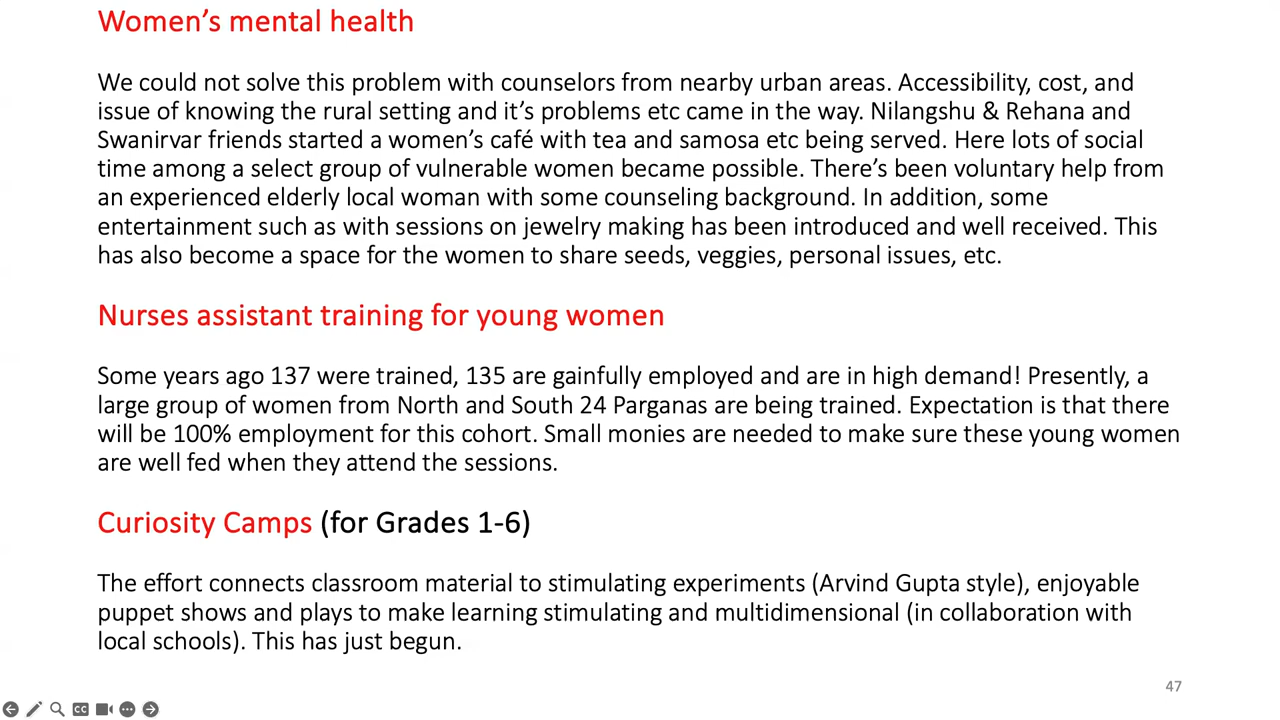 Women's mental health
We could not solve this problem with counselors from nearby urban areas. Accessibility, cost, and
issue of knowing the rural setting and it's problems etc came in the way. Nilangshu & Rehana and
Swanirvar friends started a women's café with tea and samosa etc being served. Here lots of social
time among a select group of vulnerable women became possible. There's been voluntary help from
an experienced elderly local woman with some counseling background. In addition, some
entertainment such as with sessions on jewelry making has been introduced and well received. This
has also become a space for the women to share seeds, veggies, personal issues, etc.
Nurses assistant training for young women
Some years ago 137 were trained, 135 are gainfully employed and are in high demand! Presently, a
large group of women from North and South 24 Parganas are being trained. Expectation is that there
will be 100% employment for this cohort. Small monies are needed to make sure these young women
are well fed when they attend the sessions.
Curiosity Camps (for Grades 1-6)
The effort connects classroom material to stimulating experiments (Arvind Gupta style), enjoyable
puppet shows and plays to make learning stimulating and multidimensional (in collaboration with
local schools). This has just begun.
47
CC